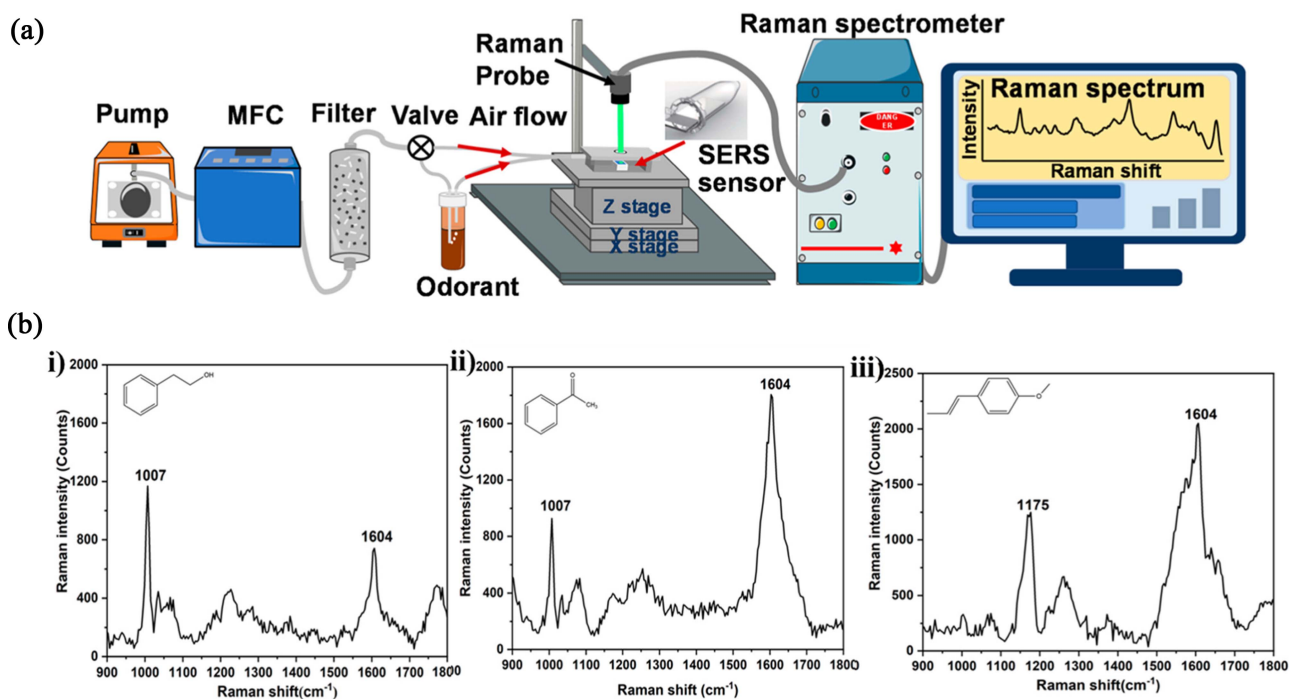 (a)
Pump
MFC
Filter
Valve
Air flow
Raman
Probe
Odorant
SERS
sensor
Z stage
Y stage
X stage
Raman spectrometer
DANG
ER
Raman spectrum
Intensity
Raman shift
(b)
i)
2000
1600
1200
800
400
0
Raman intensity (Counts)
OH
1007
1604
900 1000 1100 1200 1300 1400 1500 1600 1700 1800
Raman shift(cm⁻¹)
ii)
2000
1600
1200
800
400
0
Raman intensity (Counts)
O
CH₃
1007
1604
900 1000 1100 1200 1300 1400 1500 1600 1700 1800
Raman shift (cm⁻¹)
iii)
2500
2000
1500
1000
500
0
Raman intensity (Counts)
O
1175
1604
900 1000 1100 1200 1300 1400 1500 1600 1700 1800
Raman shift(cm⁻¹)